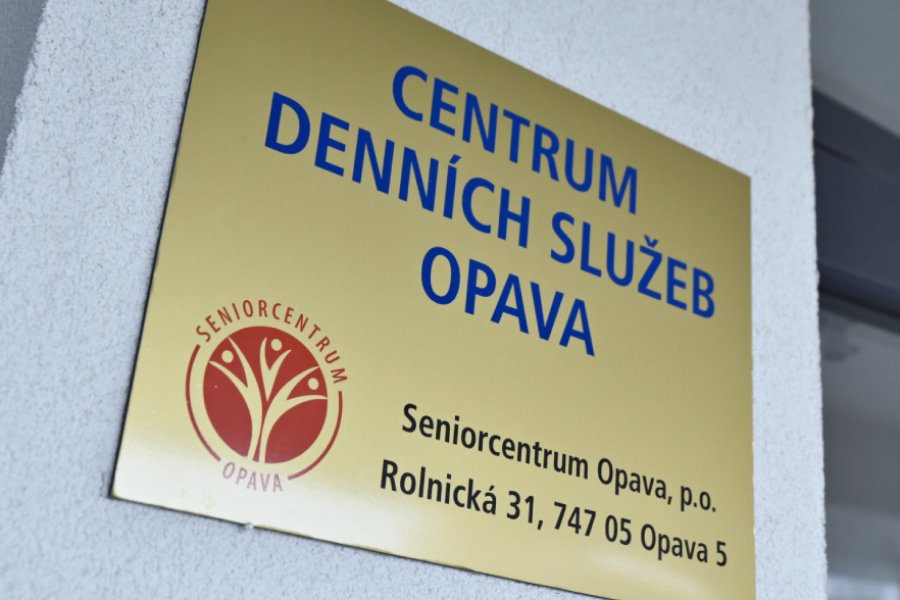 CENTRUM
DENNÍCH SLUŽEB
OPAVA
SENIORCENTRUM
OPAVA
Seniorcentrum Opava, p.o.
Rolnická 31, 747 05 Opava 5